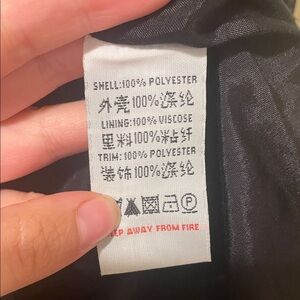 SHELL:100% POLYESTER
外壳100%涤纶
LINING:100% VISCOSE
里料100%粘纤
TRIM:100% POLYESTER
装饰100%涤纶
P
AWAY FROM FIRE